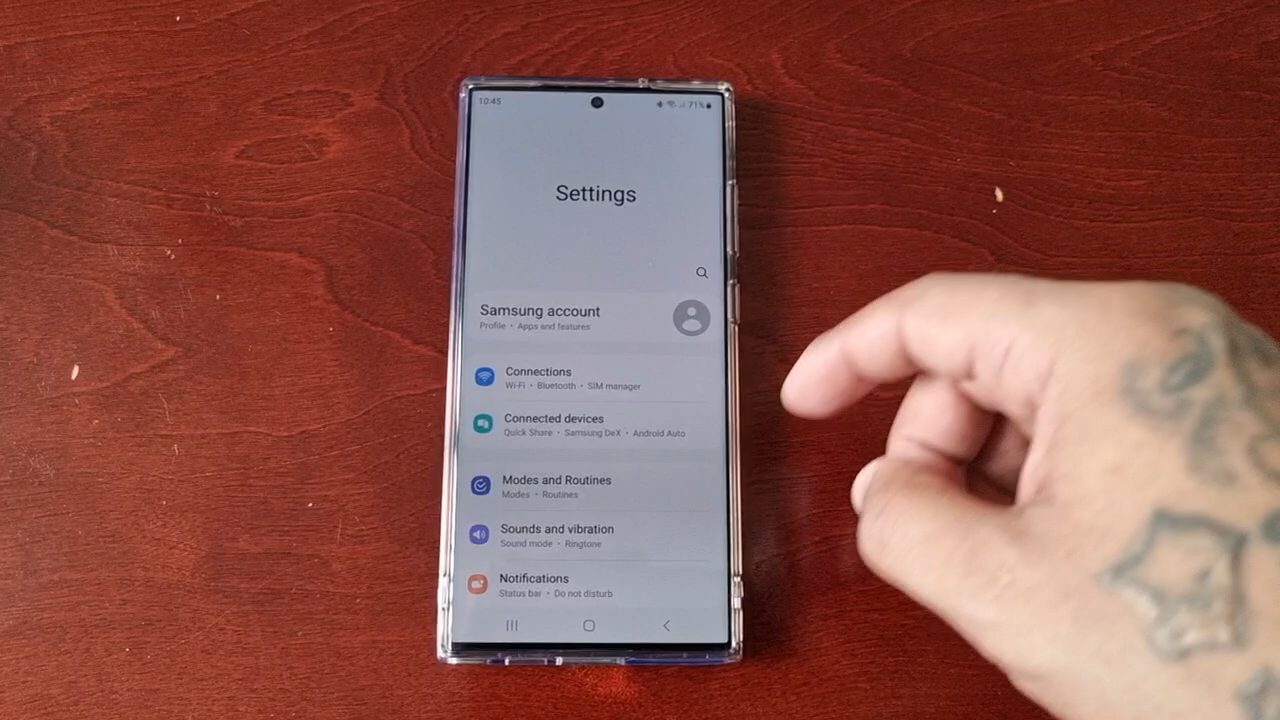 10:45
71%
Settings
Samsung account
Profile • Apps and features
Connections
Wi-Fi • Bluetooth • SIM manager
Connected devices
Quick Share • Samsung DeX • Android Auto
Modes and Routines
Modes • Routines
Sounds and vibration
Sound mode • Ringtone
Notifications
Status bar • Do not disturb